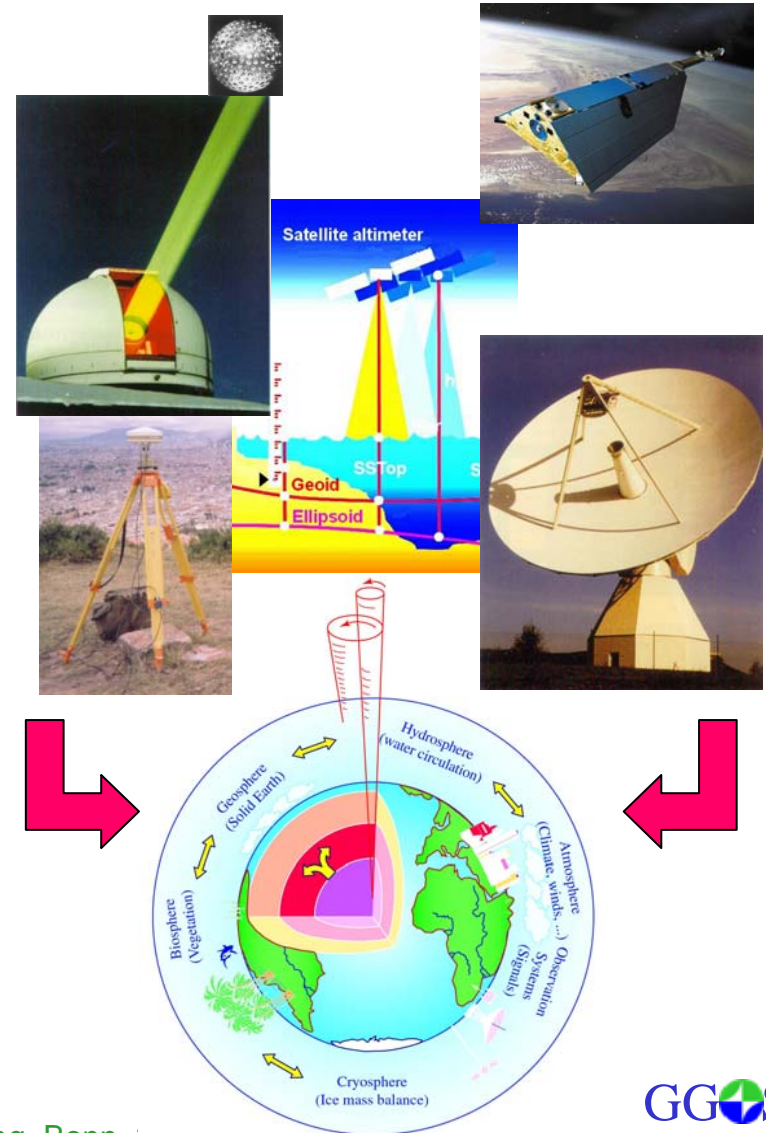 Satellite altimeter
h
SSTop
S
Geoid
Ellipsoid
Hydrosphere
(water circulation)
Geosphere
(Solid Earth)
Atmosphere
(Climate, winds, ...)
Biosphere
(Vegetation)
Observation
Systems
(Signals)
Cryosphere
(Ice mass balance)
GGOS